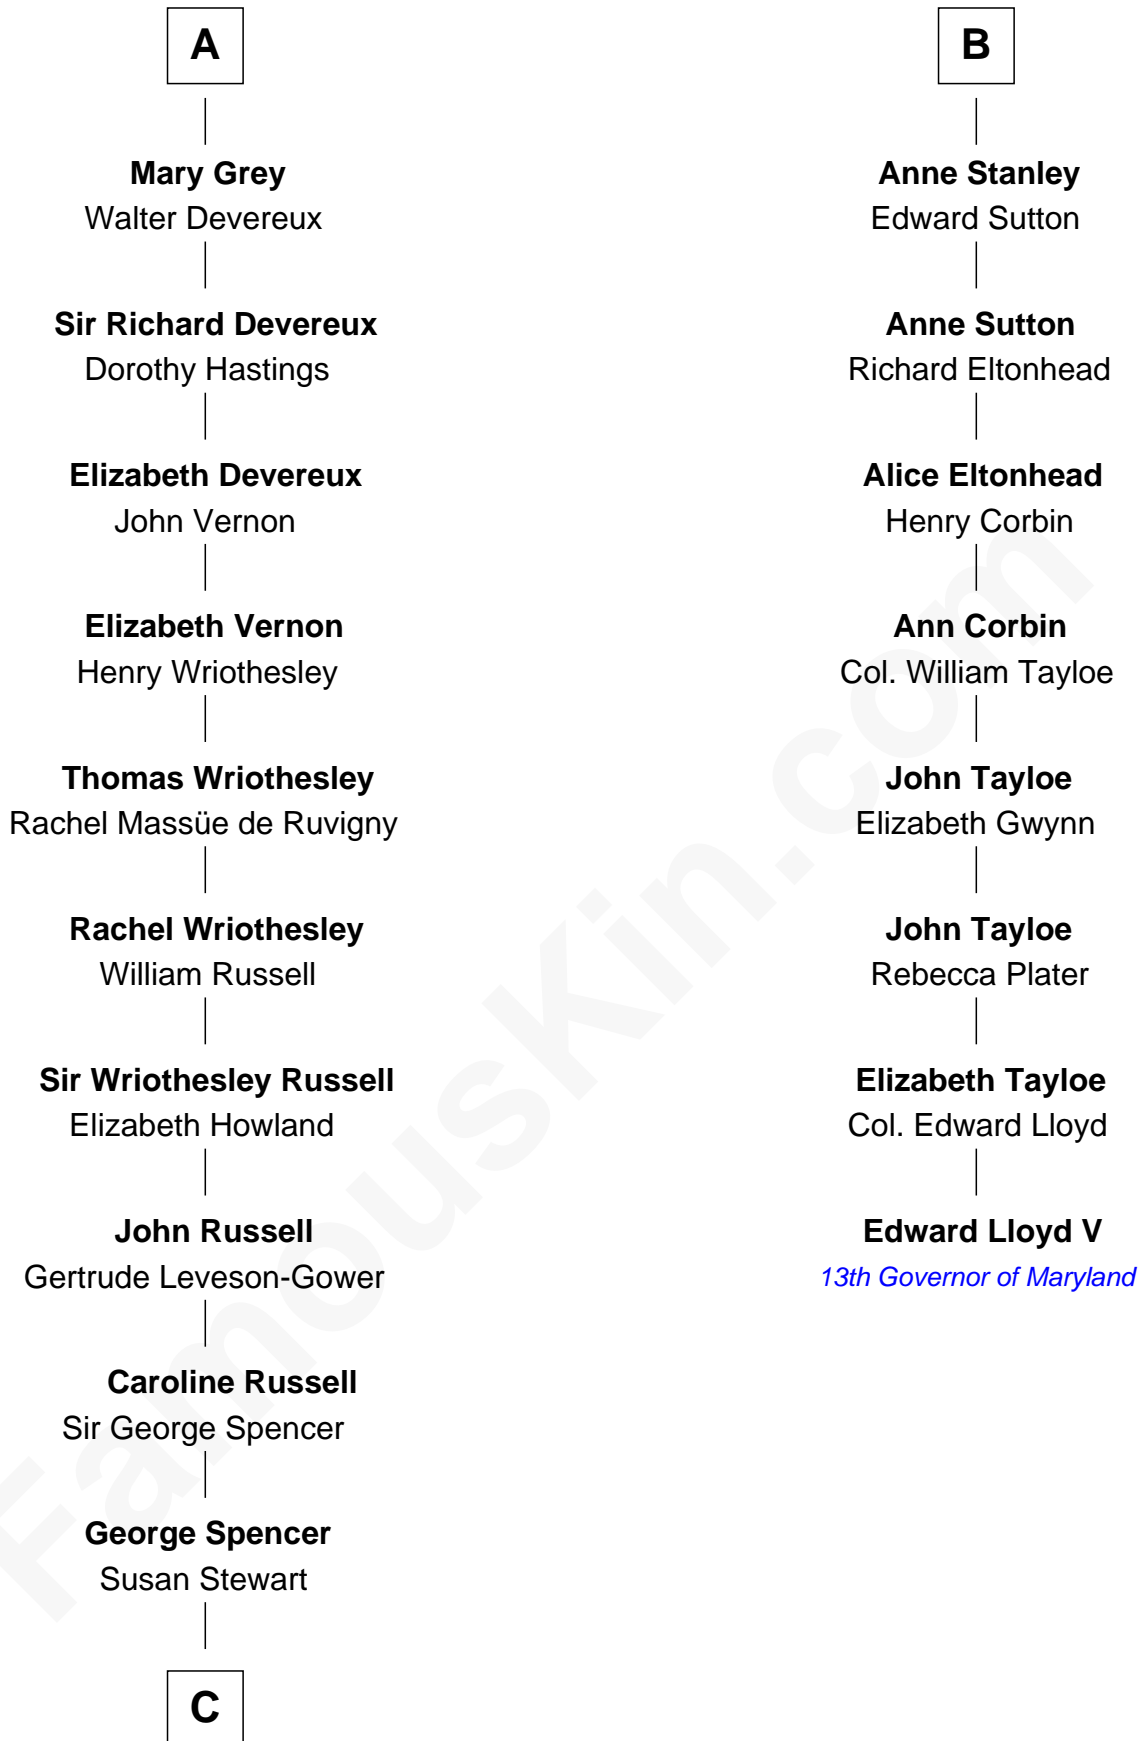 A
Mary Grey
Walter Devereux
Sir Richard Devereux
Dorothy Hastings
Elizabeth Devereux
John Vernon
Elizabeth Vernon
Henry Wriothesley
Thomas Wriothesley
Rachel Massüe de Ruvigny
Rachel Wriothesley
William Russell
Sir Wriothesley Russell
Elizabeth Howland
John Russell
Gertrude Leveson-Gower
Caroline Russell
Sir George Spencer
George Spencer
Susan Stewart
C
B
Anne Stanley
Edward Sutton
Anne Sutton
Richard Eltonhead
Alice Eltonhead
Henry Corbin
Ann Corbin
Col. William Tayloe
John Tayloe
Elizabeth Gwynn
John Tayloe
Rebecca Plater
Elizabeth Tayloe
Col. Edward Lloyd
Edward Lloyd V
13th Governor of Maryland
FamousKin.com